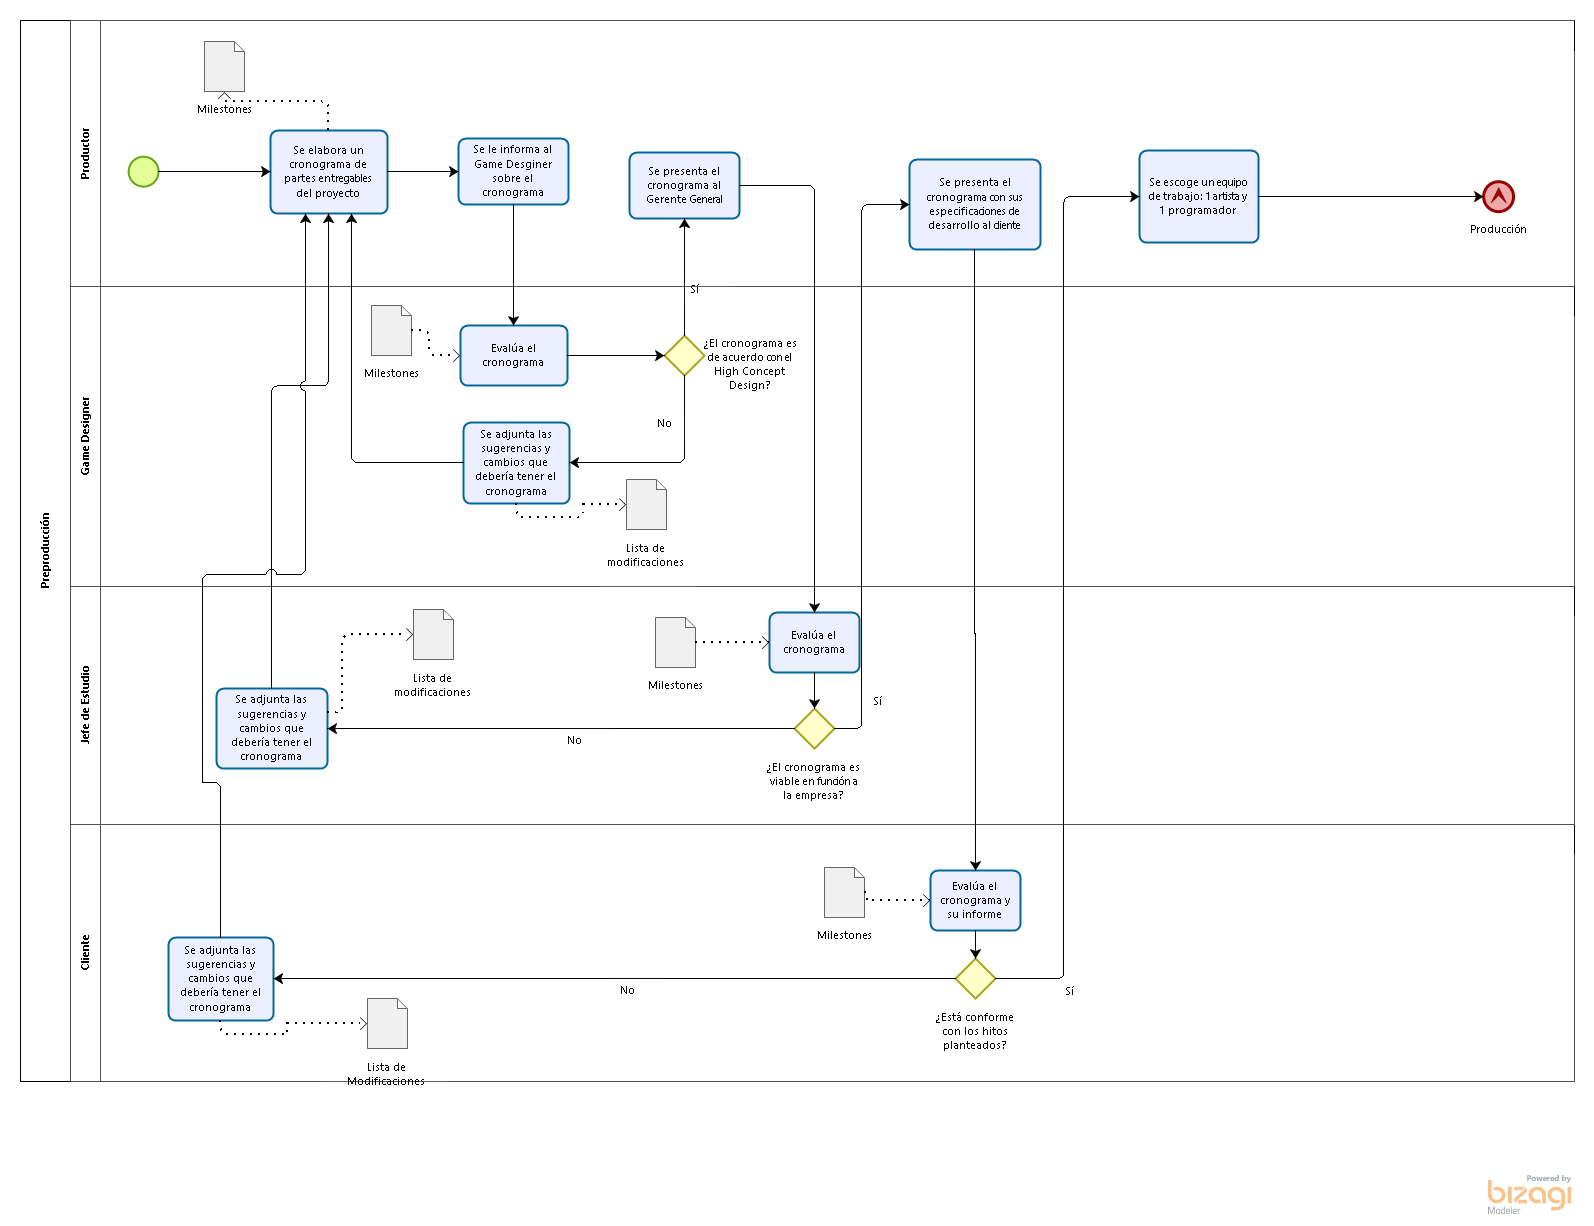 Preproducción
Productor
Milestones
Se elabora un
cronograma de
partes entregables
del proyecto
Se le informa al
Game Desginer
sobre el
cronograma
Se presenta el
cronograma al
Gerente General
Se presenta el
cronograma con sus
especificaciones de
desarrollo al cliente
Se escoge un equipo
de trabajo: 1 artista y
1 programador
Producción
Game Designer
Milestones
Evalúa el
cronograma
Sí
¿El cronograma es
de acuerdo con el
High Concept
Design?
No
Se adjunta las
sugerencias y
cambios que
debería tener el
cronograma
Lista de
modificaciones
Jefe de Estudio
Se adjunta las
sugerencias y
cambios que
debería tener el
cronograma
Lista de
modificaciones
Milestones
Evalúa el
cronograma
Sí
No
¿El cronograma es
viable en función a
la empresa?
Cliente
Milestones
Evalúa el
cronograma y
su informe
Se adjunta las
sugerencias y
cambios que
debería tener el
cronograma
No
Sí
¿Está conforme
con los hitos
planteados?
Lista de
Modificaciones
Powered by
bizagi
Modeler